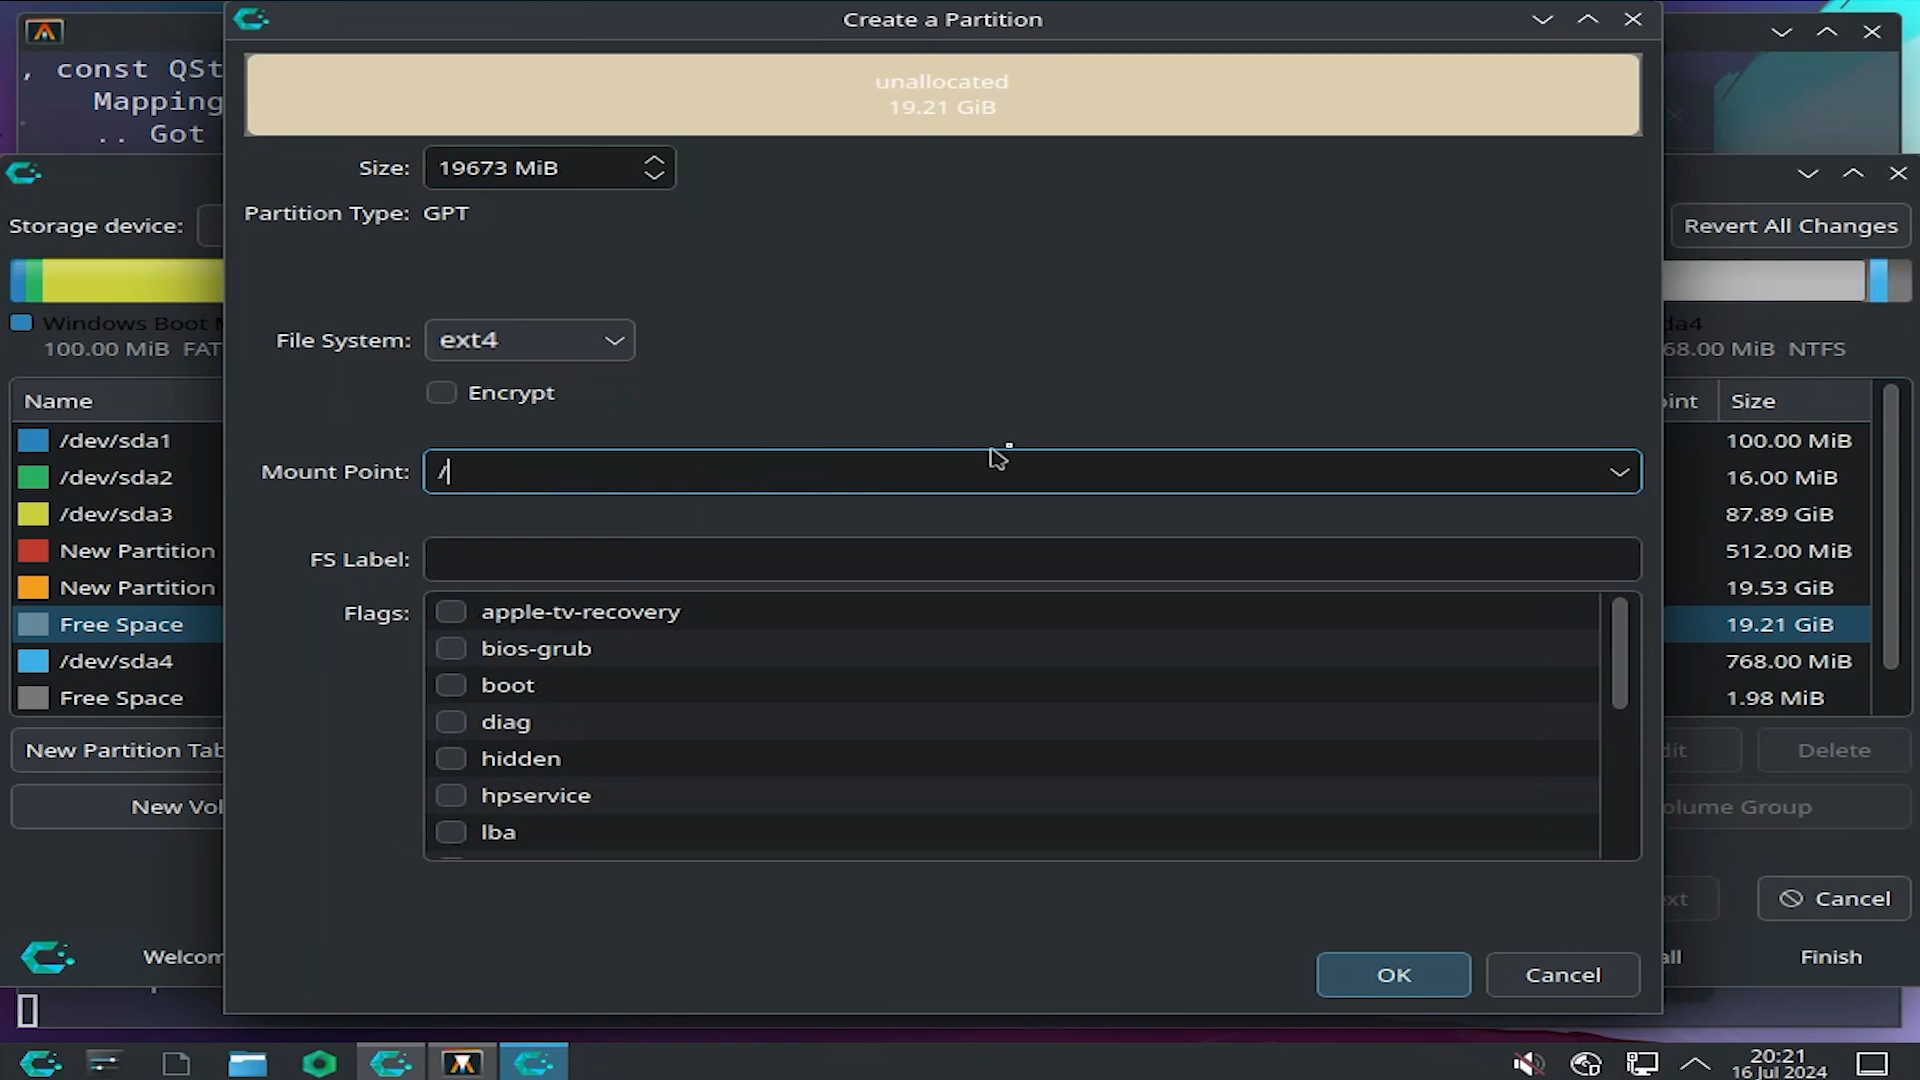 Create a Partition
, const QSt
Mapping
.. Got
unallocated
19.21 GiB
Size: 19673 MiB
Partition Type: GPT
Storage device:
Revert All Changes
Windows Boot
100.00 MiB FAT
da4
68.00 MiB NTFS
File System: ext4
Encrypt
Name
Size
Mount Point: /
/dev/sda1 100.00 MiB
/dev/sda2 16.00 MiB
/dev/sda3 87.89 GiB
New Partition 512.00 MiB
New Partition 19.53 GiB
Free Space 19.21 GiB
/dev/sda4 768.00 MiB
Free Space 1.98 MiB
FS Label:
Flags: apple-tv-recovery
bios-grub
boot
diag
hidden
hpservice
lba
New Partition Tab
Delete
New Vol
olume Group
Cancel
OK Cancel
Welcom
all
Finish
20:21
16 Jul 2024